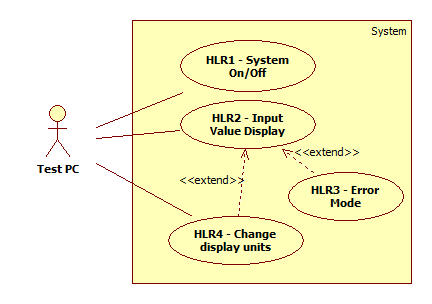 System
HLR1 - System
On/Off
HLR2 - Input
Value Display
Test PC
<<extend>>
<<extend>>
HLR3 - Error
Mode
HLR4 - Change
display units